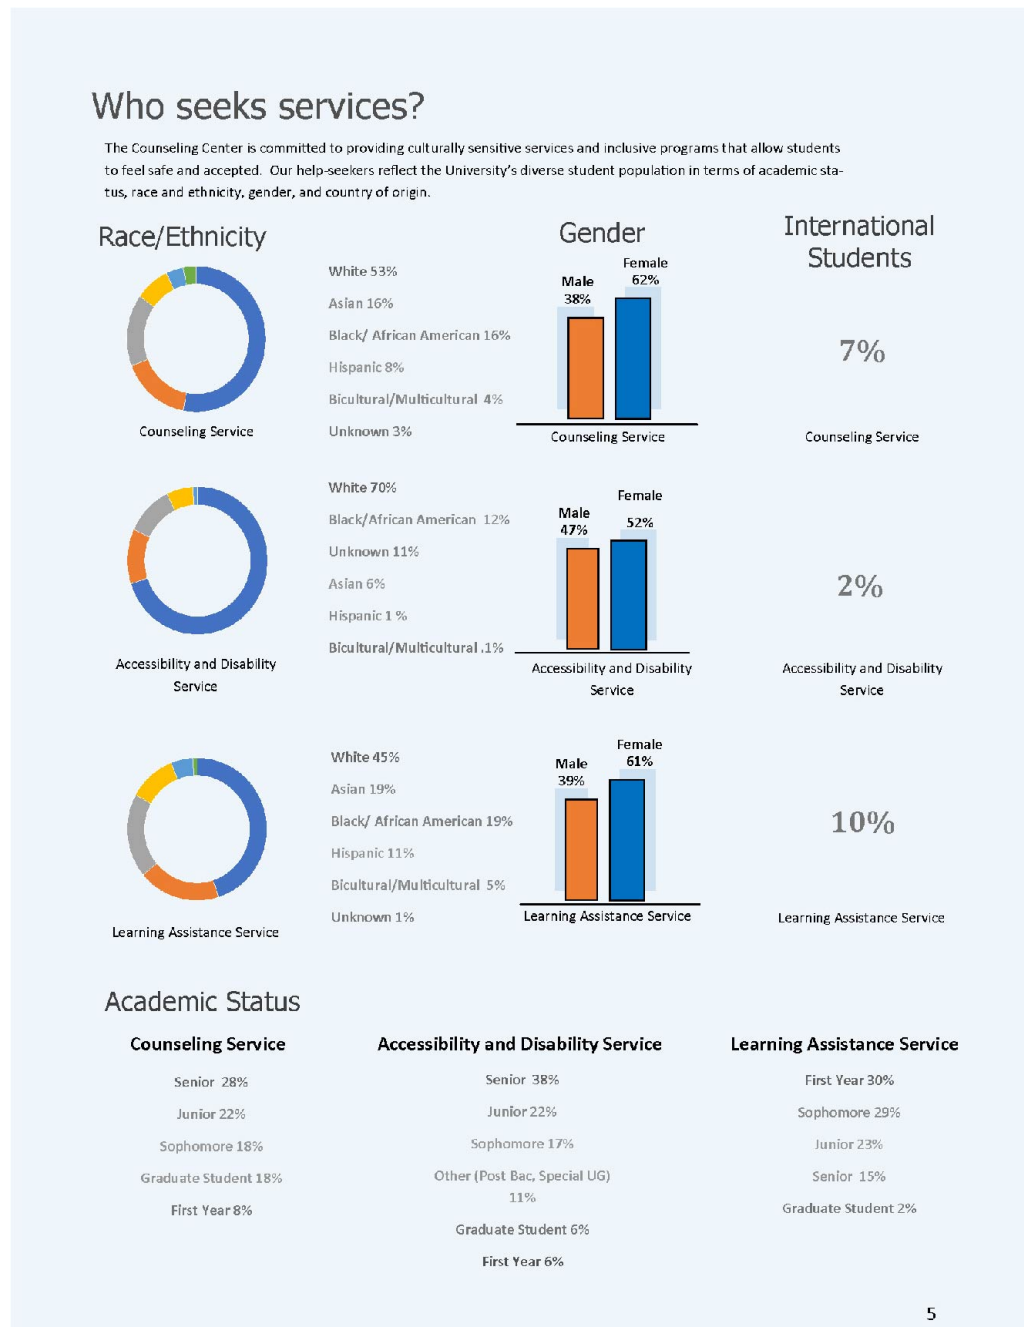 Who seeks services?
The Counseling Center is committed to providing culturally sensitive services and inclusive programs that allow students
to feel safe and accepted.  Our help-seekers reflect the University's diverse student population in terms of academic sta-
tus, race and ethnicity, gender, and country of origin.
Race/Ethnicity
Gender
International
Students
White 53%
Asian 16%
Black/ African American 16%
Hispanic 8%
Bicultural/Multicultural  4%
Unknown 3%
Counseling Service
Male
38%
Female
62%
Counseling Service
7%
Counseling Service
White 70%
Black/African American  12%
Unknown 11%
Asian 6%
Hispanic 1 %
Bicultural/Multicultural .1%
Accessibility and Disability
Service
Male
47%
Female
52%
Accessibility and Disability
Service
2%
Accessibility and Disability
Service
White 45%
Asian 19%
Black/ African American 19%
Hispanic 11%
Bicultural/Multicultural  5%
Unknown 1%
Learning Assistance Service
Male
39%
Female
61%
Learning Assistance Service
10%
Learning Assistance Service
Academic Status
Counseling Service
Senior  28%
Junior 22%
Sophomore 18%
Graduate Student 18%
First Year 8%
Accessibility and Disability Service
Senior  38%
Junior 22%
Sophomore 17%
Other (Post Bac, Special UG)
11%
Graduate Student 6%
First Year 6%
Learning Assistance Service
First Year 30%
Sophomore 29%
Junior 23%
Senior  15%
Graduate Student 2%
5